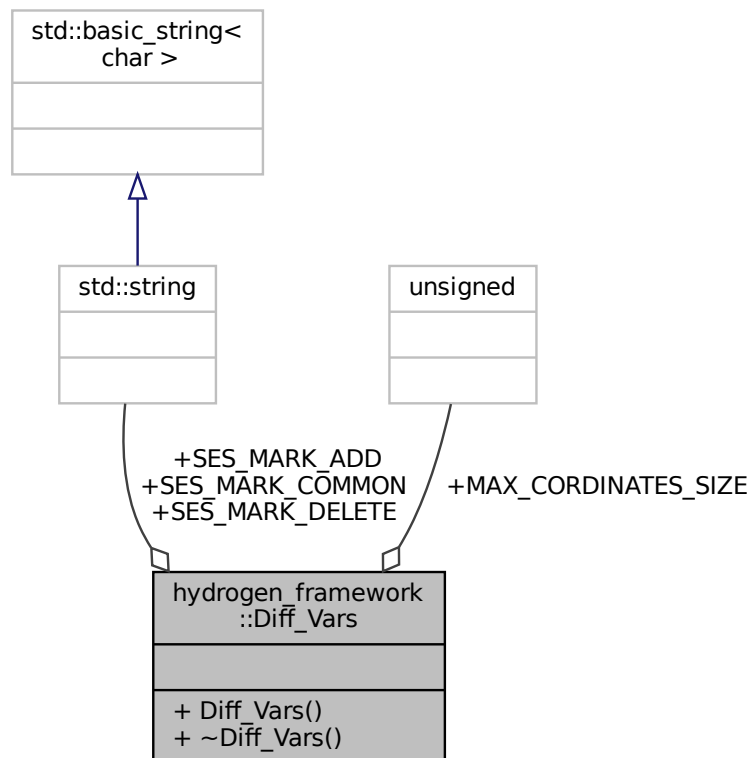 std::basic_string<
char >
std::string
unsigned
+SES_MARK_ADD
+SES_MARK_COMMON
+SES_MARK_DELETE
+MAX_CORDINATES_SIZE
hydrogen_framework
::Diff_Vars
+ Diff_Vars()
+ ~Diff_Vars()